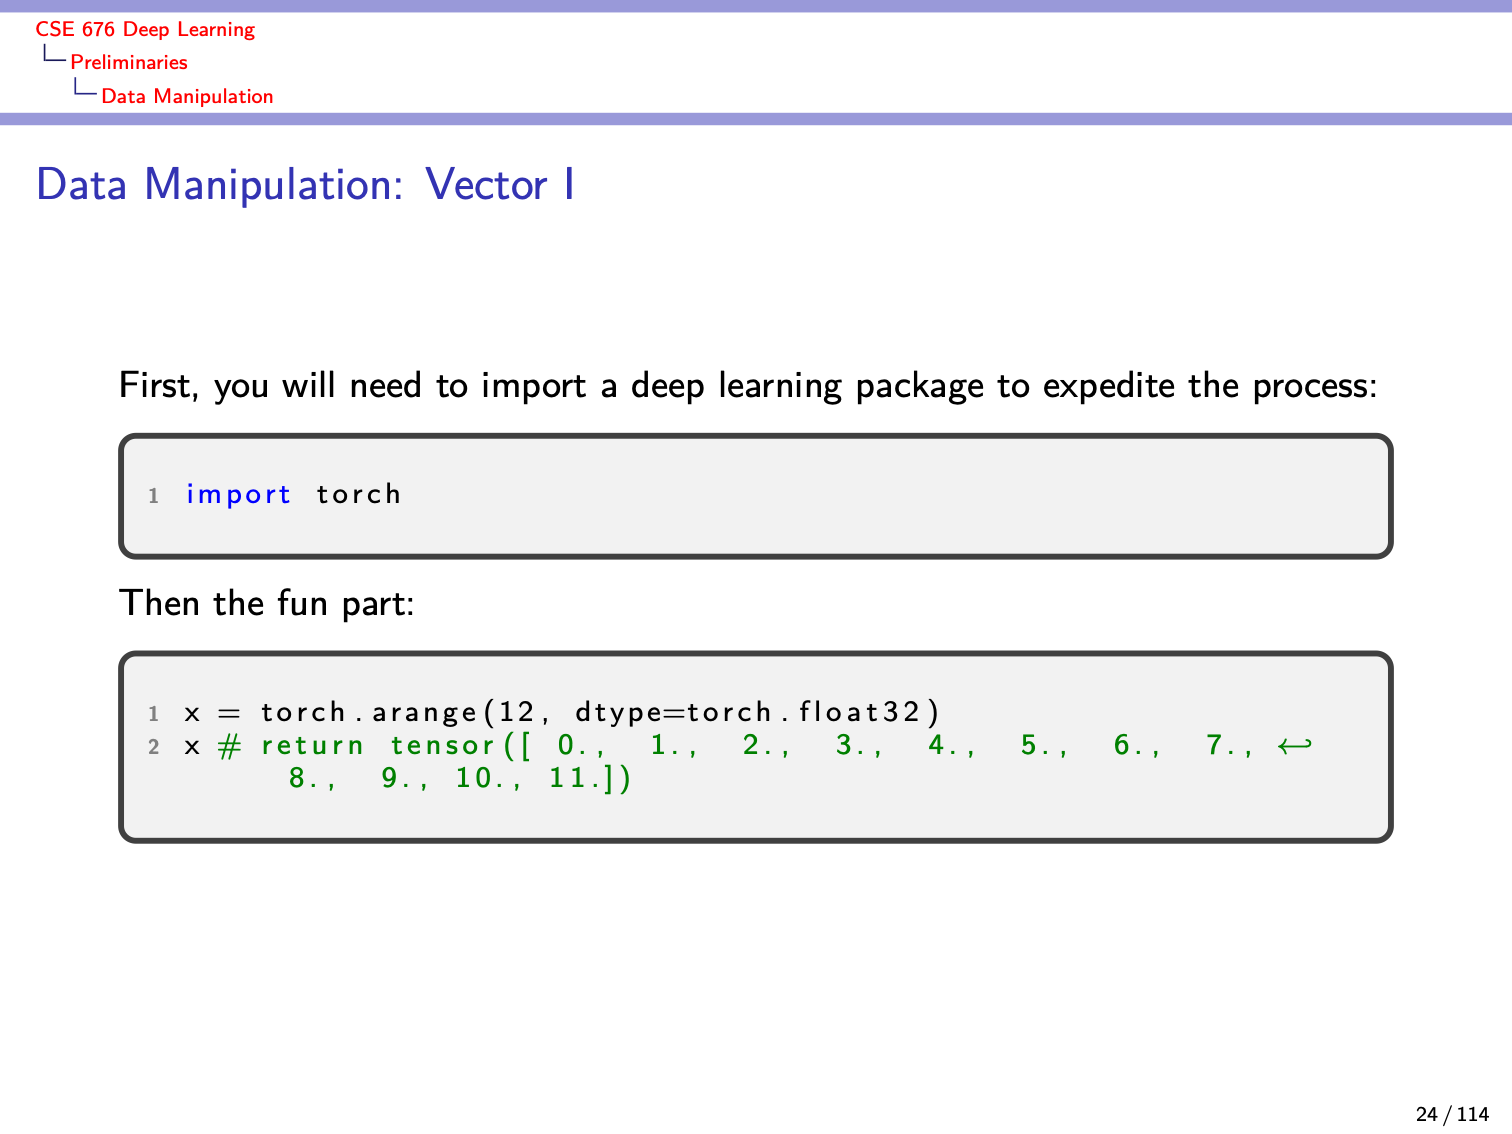 CSE 676 Deep Learning
Preliminaries
Data Manipulation
Data Manipulation: Vector I
First, you will need to import a deep learning package to expedite the process:
1 import torch
Then the fun part:
1 x = torch.arange(12, dtype=torch.float32)
2 x # return tensor([ 0., 1., 2., 3., 4., 5., 6., 7., ↩
8., 9., 10., 11.])
24 / 114